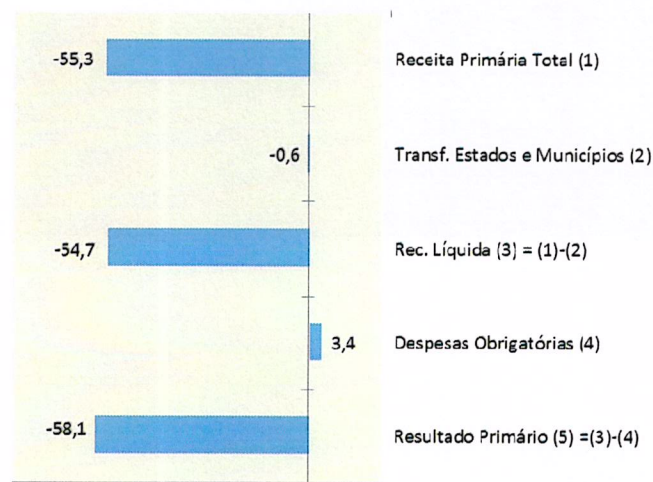 -55,3 Receita Primária Total (1)
-0,6 Transf. Estados e Municípios (2)
-54,7 Rec. Líquida (3) = (1)-(2)
3,4 Despesas Obrigatórias (4)
-58,1 Resultado Primário (5) =(3)-(4)